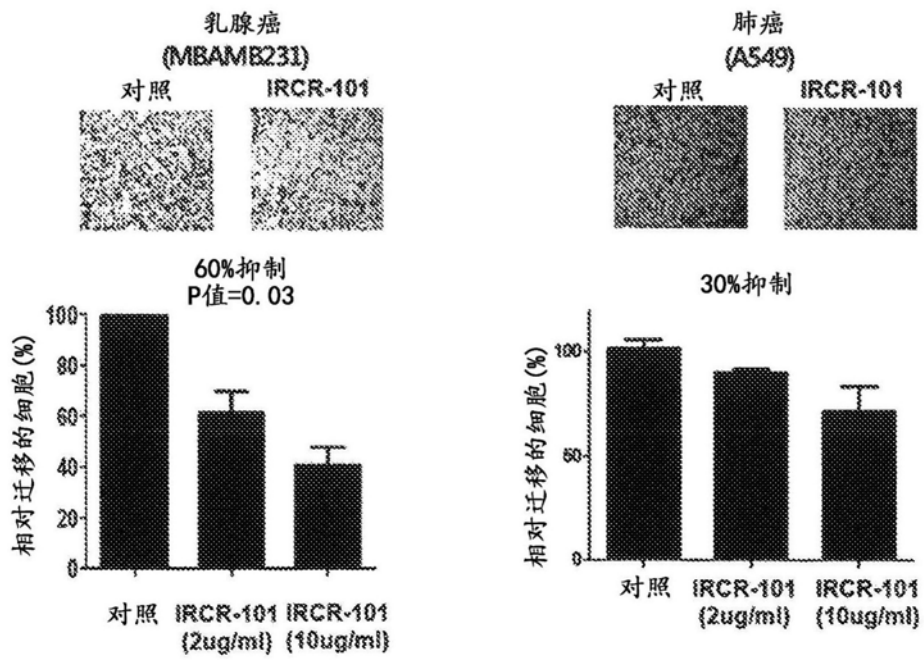 乳腺癌
(MBAMB231)
对照 IRCR-101
60%抑制
P值=0.03
相对迁移的细胞(%)
100
80
60
40
20
0
对照 IRCR-101 IRCR-101
(2ug/ml) (10ug/ml)
肺癌
(A549)
对照 IRCR-101
30%抑制
相对迁移的细胞(%)
100
50
0
对照 IRCR-101 IRCR-101
(2ug/ml) (10ug/ml)